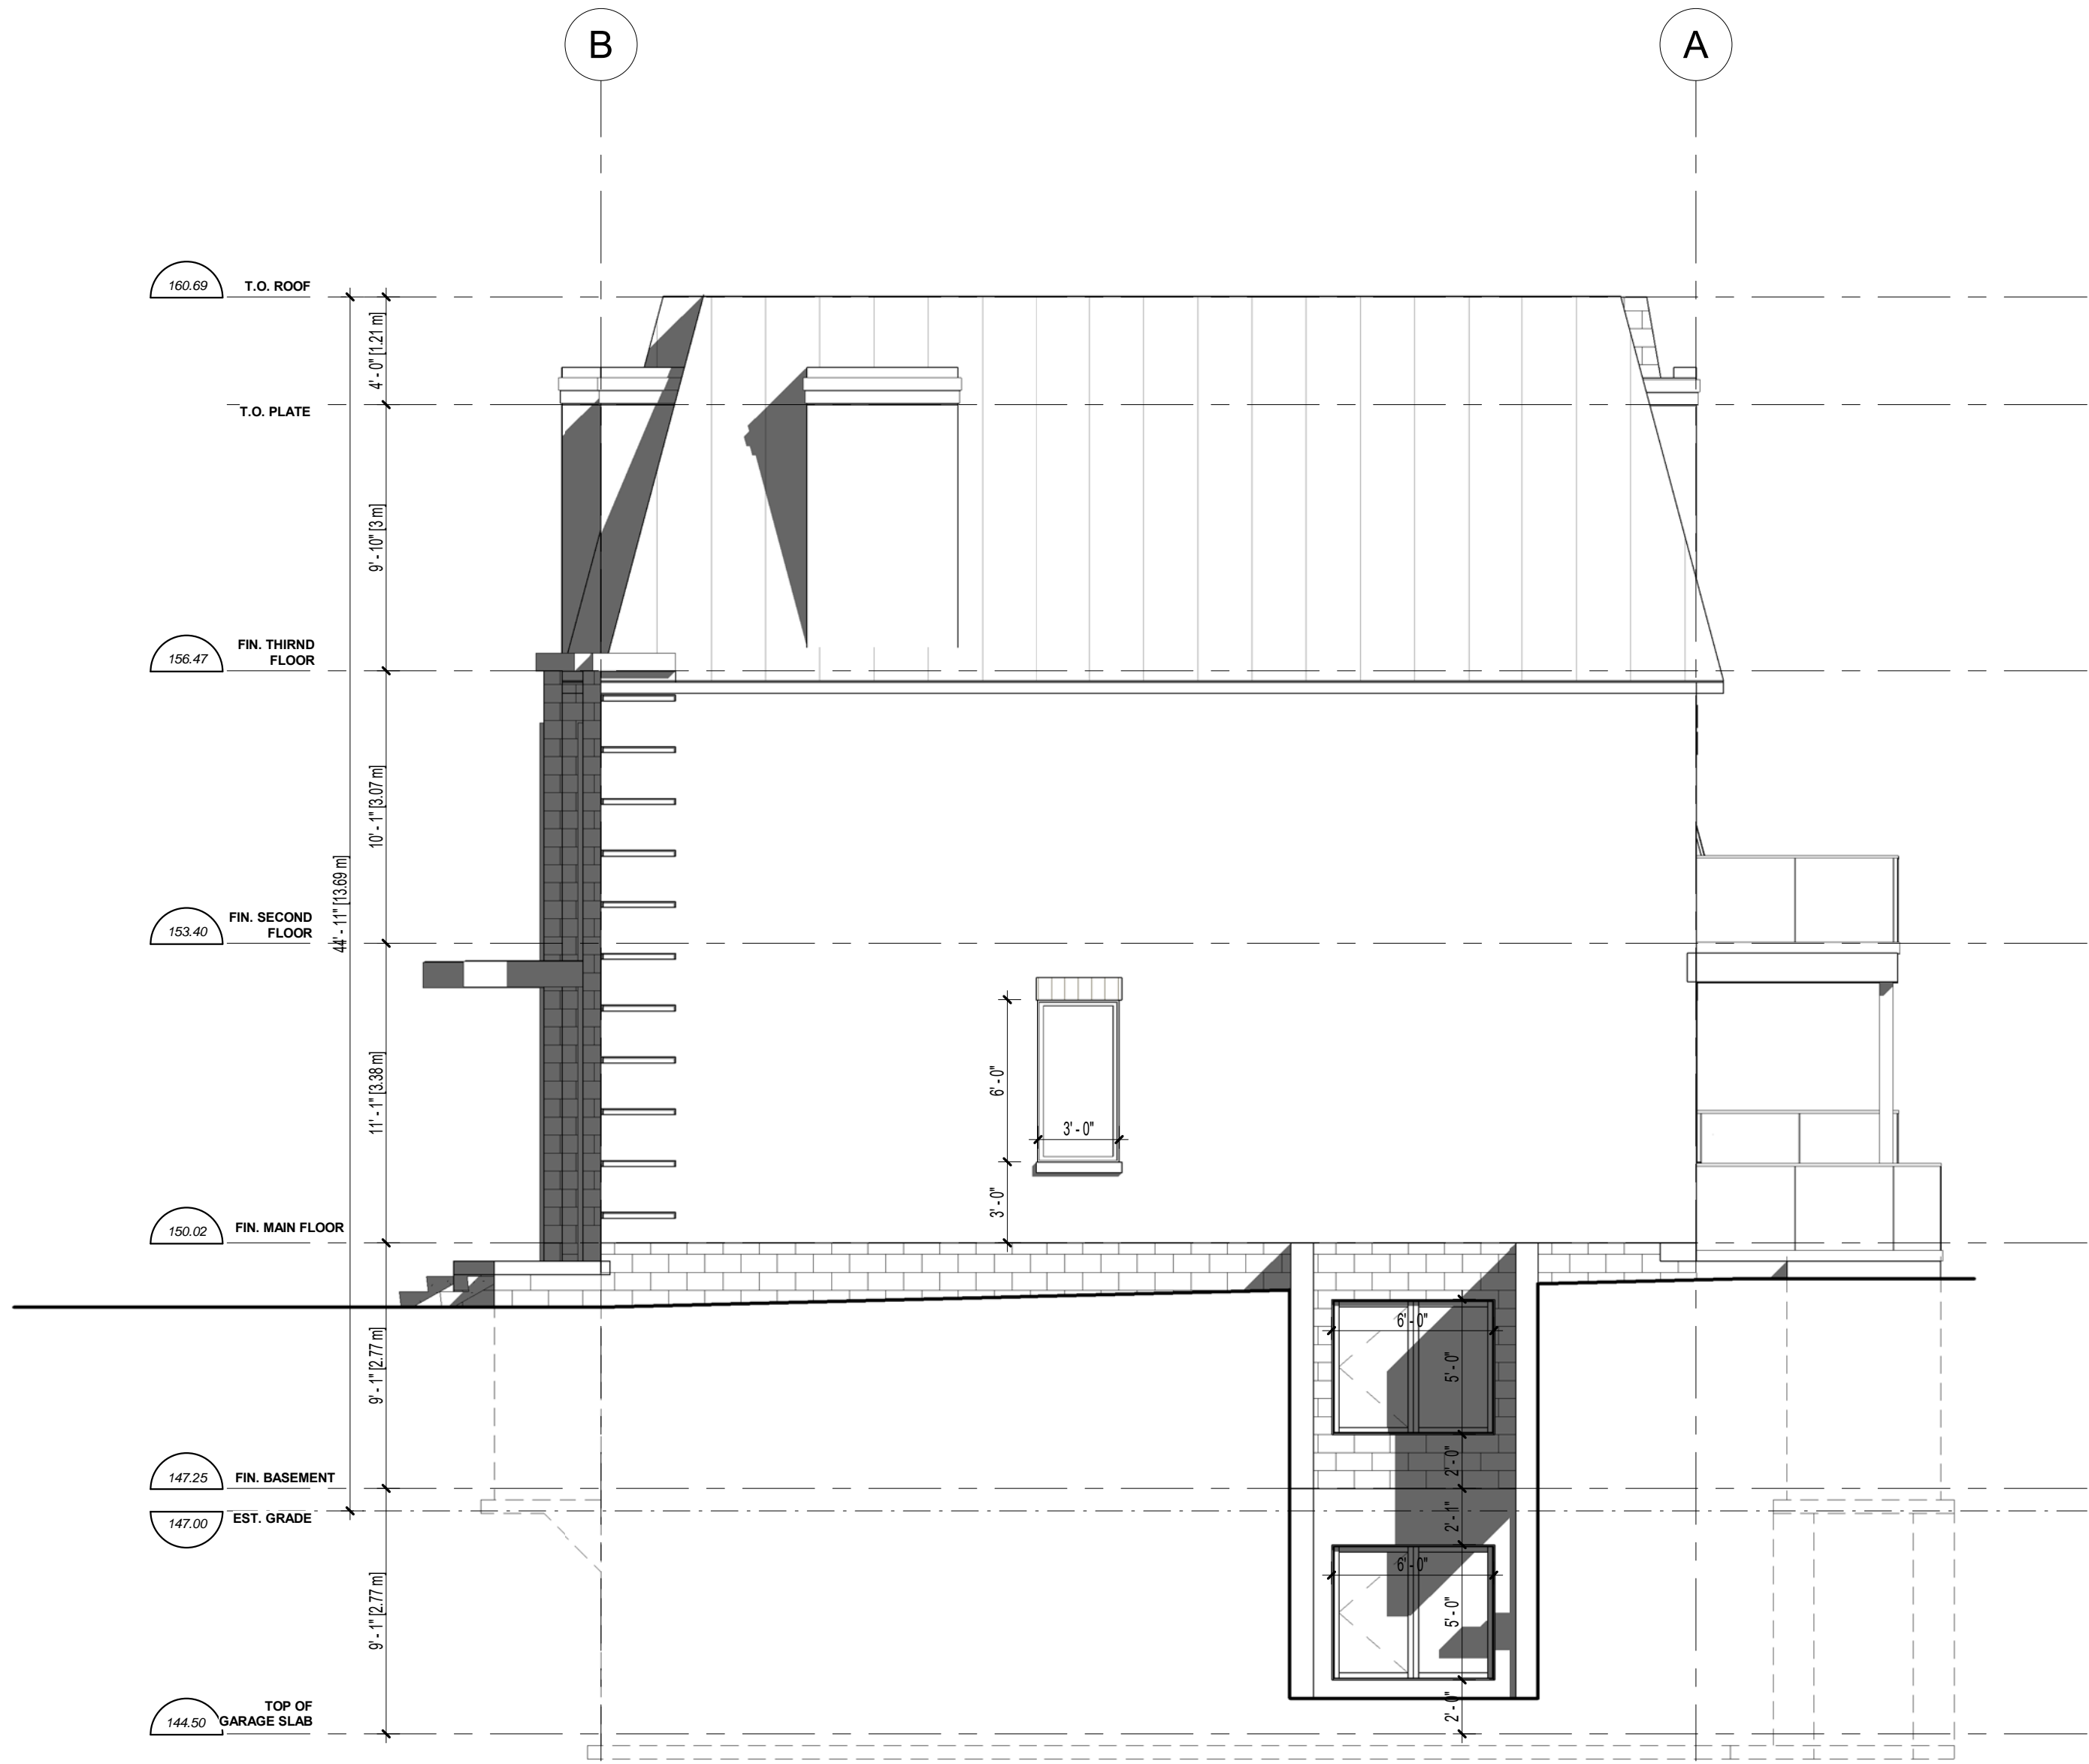 B
A
160.69
T.O. ROOF
4' - 0" [1.21 m]
T.O. PLATE
9' - 10" [3 m]
156.47
FIN. THIRND
FLOOR
10' - 1" [3.07 m]
44' - 11" [13.69 m]
153.40
FIN. SECOND
FLOOR
11' - 1" [3.38 m]
6' - 0"
3' - 0"
3' - 0"
150.02
FIN. MAIN FLOOR
9' - 1" [2.77 m]
6' - 0"
5' - 0"
2' - 0"
147.25
FIN. BASEMENT
147.00
EST. GRADE
2' - 1"
6' - 0"
5' - 0"
9' - 1" [2.77 m]
2' - 0"
144.50
TOP OF
GARAGE SLAB